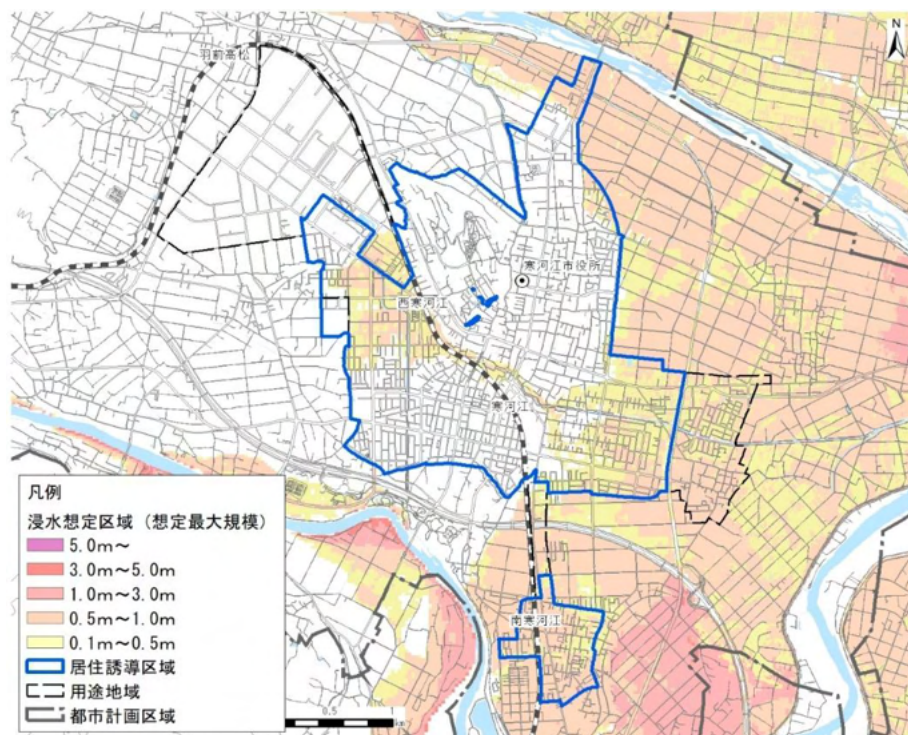 N
羽前高松
寒河江市役所
西寒河江
寒河江
南寒河江
凡例
浸水想定区域（想定最大規模）
5.0m～
3.0m～5.0m
1.0m～3.0m
0.5m～1.0m
0.1m～0.5m
居住誘導区域
用途地域
都市計画区域
0.5
1
km